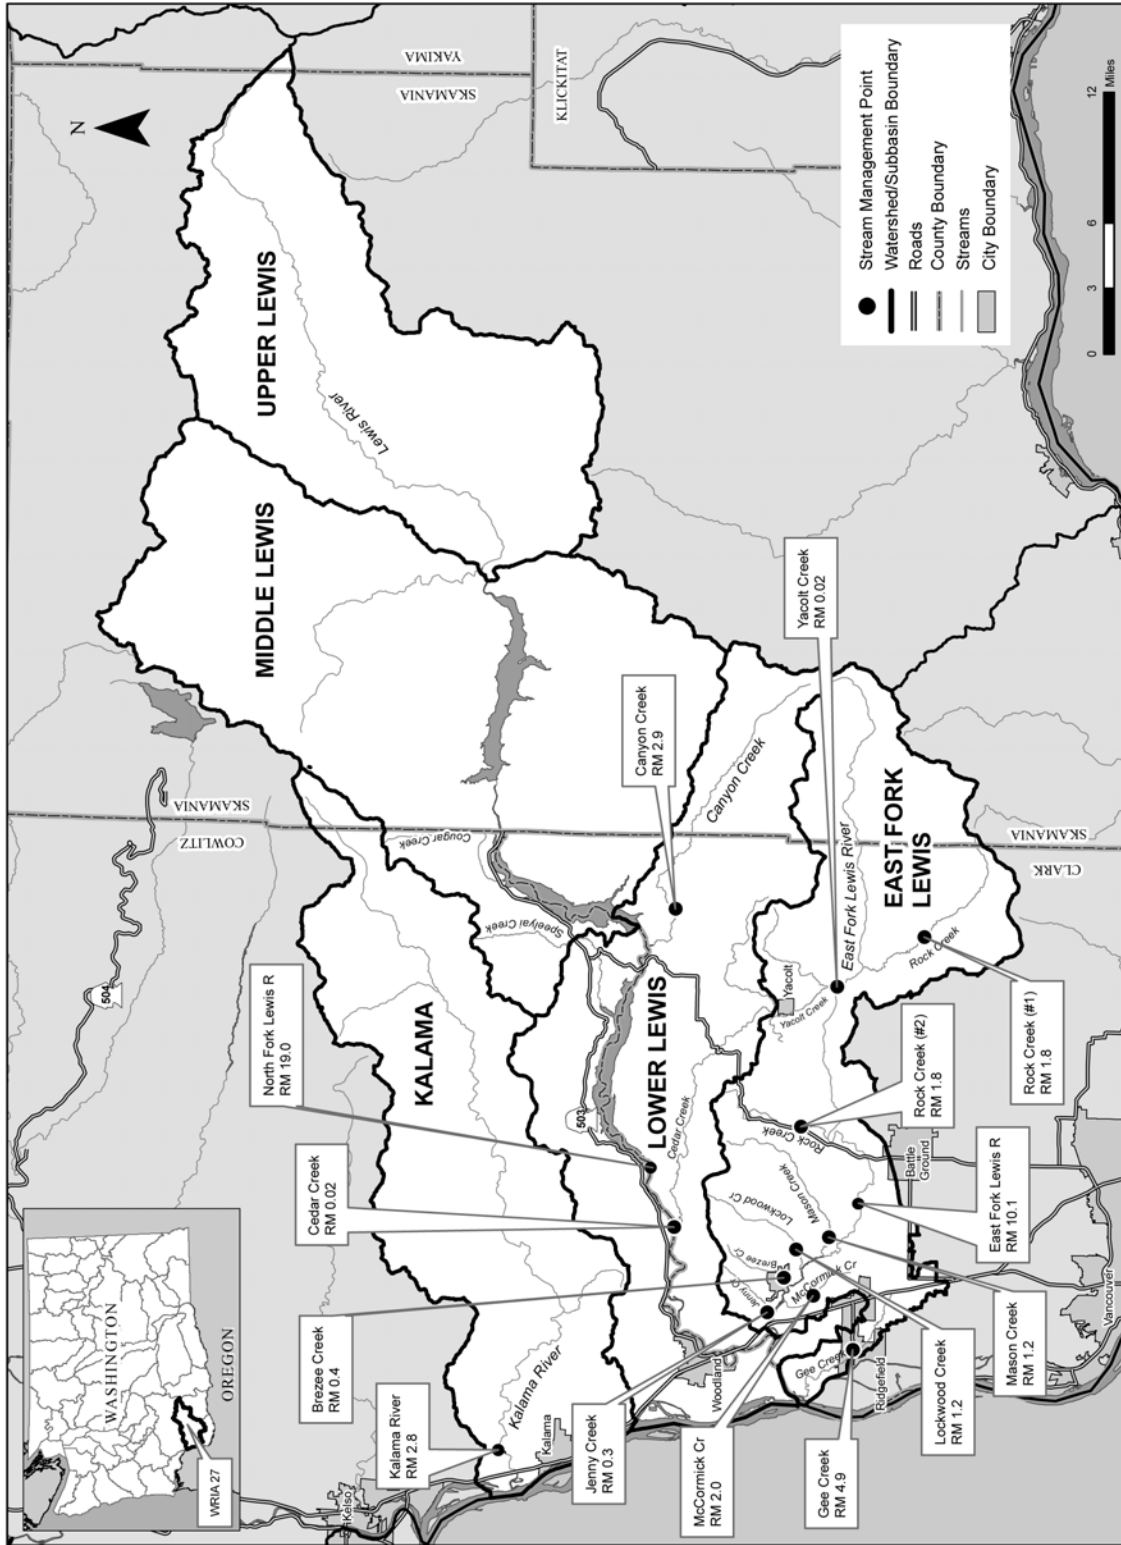 WASHINGTON
OREGON
WRIA 27
504
COWLITZ
SKAMANIA
SKAMANIA
YAKIMA
KLICKITAT
N
UPPER LEWIS
Lewis River
MIDDLE LEWIS
KALAMA
Kalama River
Kelso
Kalama
Kalama River
RM 2.8
Brezee Creek
RM 0.4
Cedar Creek
RM 0.02
North Fork Lewis R
RM 19.0
Cougar Creek
Speelyai Creek
503
LOWER LEWIS
Cedar Creek
Woodland
Canyon Creek
RM 2.9
Canyon Creek
Jenny Creek
RM 0.3
McCormick Cr
RM 2.0
Gee Creek
RM 4.9
Jenny Cr
Brezee Cr
Lockwood Cr
Mason Creek
McCormick Cr
Rock Creek
Gee Creek
Ridgefield
Yacolt
Yacolt Creek
East Fork Lewis River
EAST FORK
LEWIS
Rock Creek
Yacolt Creek
RM 0.02
Lockwood Creek
RM 1.2
Mason Creek
RM 1.2
East Fork Lewis R
RM 10.1
Rock Creek (#2)
RM 1.8
Rock Creek (#1)
RM 1.8
Battle
Ground
Vancouver
CLARK
SKAMANIA
Stream Management Point
Watershed/Subbasin Boundary
Roads
County Boundary
Streams
City Boundary
0 3 6 12
Miles